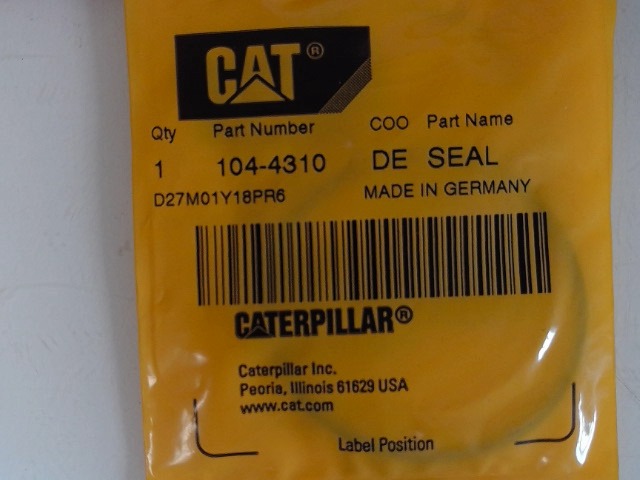 CAT®
Qty Part Number COO Part Name
1 104-4310 DE SEAL
D27M01Y18PR6 MADE IN GERMANY
CATERPILLAR®
Caterpillar Inc.
Peoria, Illinois 61629 USA
www.cat.com
Label Position